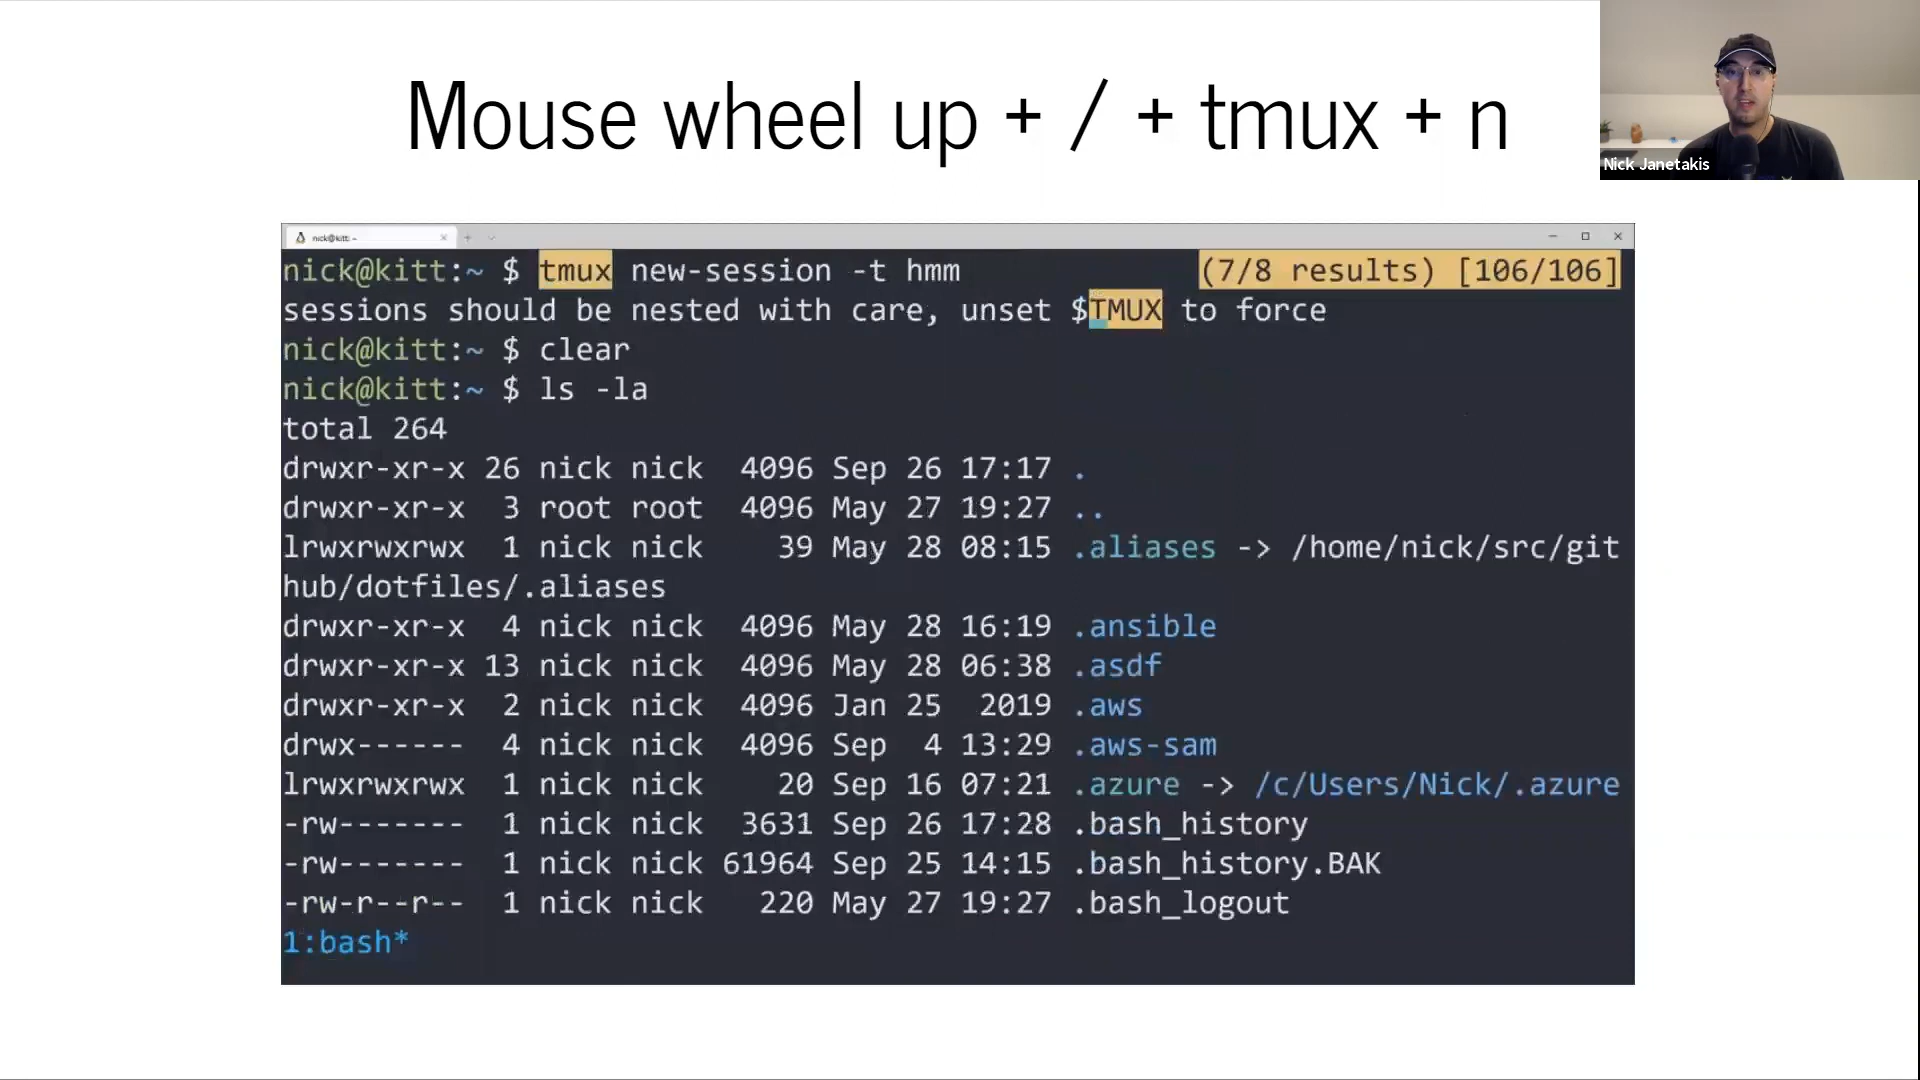 Mouse wheel up + / + tmux + n
Nick Janetakis
nick@kitt: ~
nick@kitt:~ $ tmux new-session -t hmm (7/8 results) [106/106]
sessions should be nested with care, unset $TMUX to force
nick@kitt:~ $ clear
nick@kitt:~ $ ls -la
total 264
drwxr-xr-x 26 nick nick  4096 Sep 26 17:17 .
drwxr-xr-x  3 root root  4096 May 27 19:27 ..
lrwxrwxrwx  1 nick nick    39 May 28 08:15 .aliases -> /home/nick/src/git
hub/dotfiles/.aliases
drwxr-xr-x  4 nick nick  4096 May 28 16:19 .ansible
drwxr-xr-x 13 nick nick  4096 May 28 06:38 .asdf
drwxr-xr-x  2 nick nick  4096 Jan 25  2019 .aws
drwx------  4 nick nick  4096 Sep  4 13:29 .aws-sam
lrwxrwxrwx  1 nick nick    20 Sep 16 07:21 .azure -> /c/Users/Nick/.azure
-rw-------  1 nick nick  3631 Sep 26 17:28 .bash_history
-rw-------  1 nick nick 61964 Sep 25 14:15 .bash_history.BAK
-rw-r--r--  1 nick nick   220 May 27 19:27 .bash_logout
1:bash*